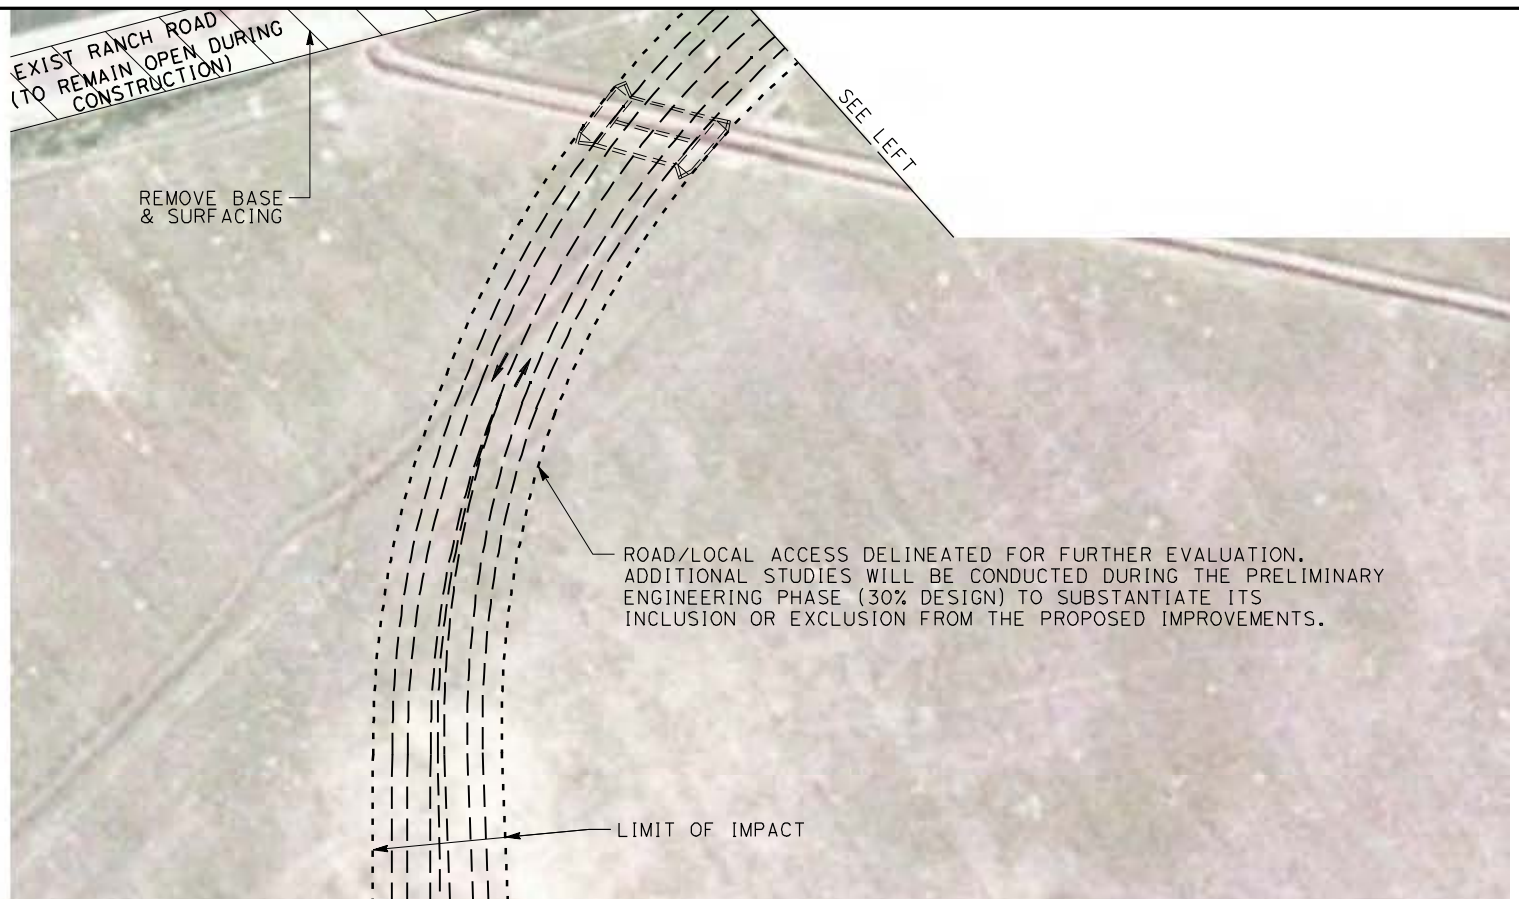 EXIST RANCH ROAD
(TO REMAIN OPEN DURING
CONSTRUCTION)
SEE LEFT
REMOVE BASE
& SURFACING
ROAD/LOCAL ACCESS DELINEATED FOR FURTHER EVALUATION.
ADDITIONAL STUDIES WILL BE CONDUCTED DURING THE PRELIMINARY
ENGINEERING PHASE (30% DESIGN) TO SUBSTANTIATE ITS
INCLUSION OR EXCLUSION FROM THE PROPOSED IMPROVEMENTS.
LIMIT OF IMPACT